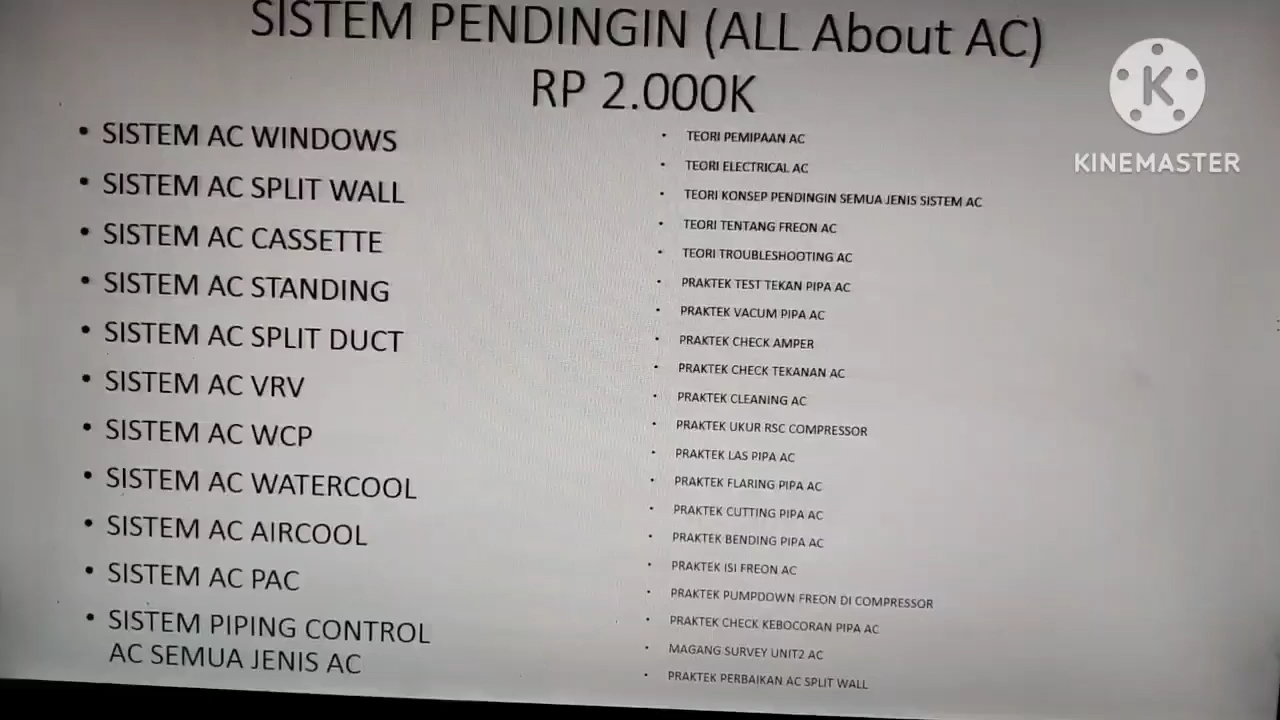 SISTEM PENDINGIN (ALL About AC)
RP 2.000K
• SISTEM AC WINDOWS
• SISTEM AC SPLIT WALL
• SISTEM AC CASSETTE
• SISTEM AC STANDING
• SISTEM AC SPLIT DUCT
• SISTEM AC VRV
• SISTEM AC WCP
• SISTEM AC WATERCOOL
• SISTEM AC AIRCOOL
• SISTEM AC PAC
• SISTEM PIPING CONTROL
AC SEMUA JENIS AC
• TEORI PEMIPAAN AC
• TEORI ELECTRICAL AC
• TEORI KONSEP PENDINGIN SEMUA JENIS SISTEM AC
• TEORI TENTANG FREON AC
• TEORI TROUBLESHOOTING AC
• PRAKTEK TEST TEKAN PIPA AC
• PRAKTEK VACUM PIPA AC
• PRAKTEK CHECK AMPER
• PRAKTEK CHECK TEKANAN AC
• PRAKTEK CLEANING AC
• PRAKTEK UKUR RSC COMPRESSOR
• PRAKTEK LAS PIPA AC
• PRAKTEK FLARING PIPA AC
• PRAKTEK CUTTING PIPA AC
• PRAKTEK BENDING PIPA AC
• PRAKTEK ISI FREON AC
• PRAKTEK PUMPDOWN FREON DI COMPRESSOR
• PRAKTEK CHECK KEBOCORAN PIPA AC
• MAGANG SURVEY UNIT2 AC
• PRAKTEK PERBAIKAN AC SPLIT WALL
K
KINEMASTER